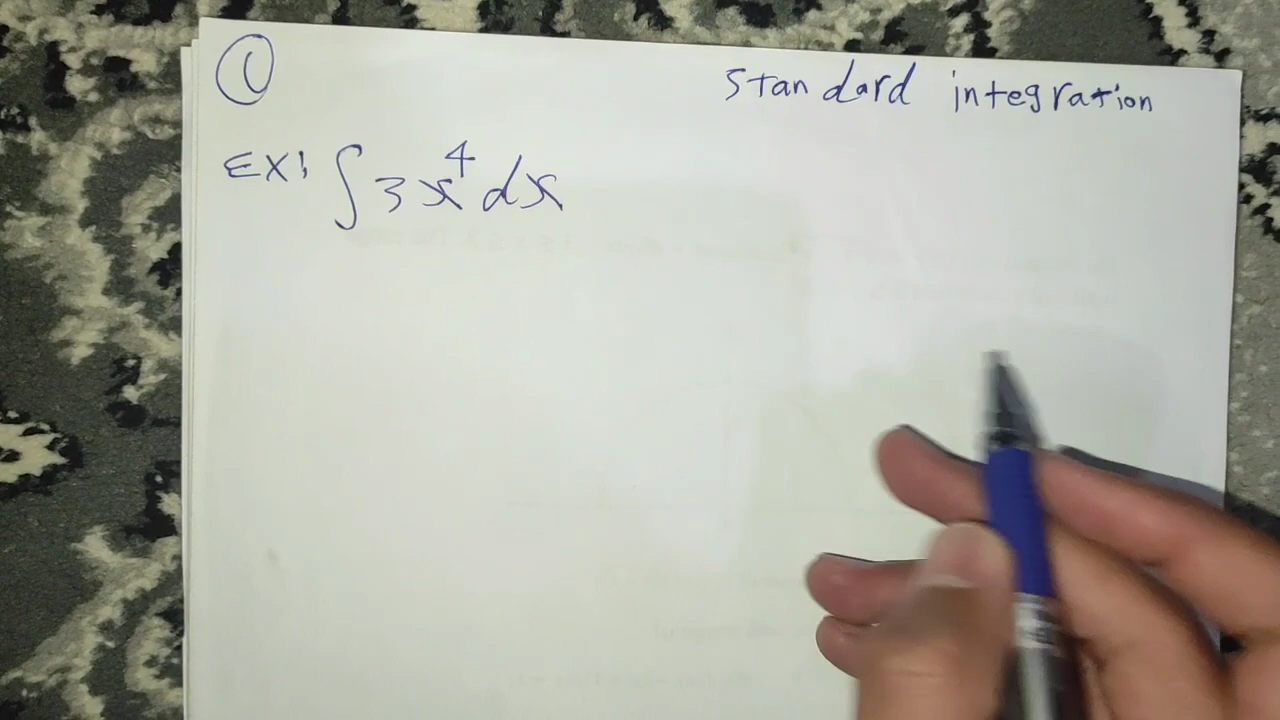 ① Standard integration
EX: ∫3x⁴dx